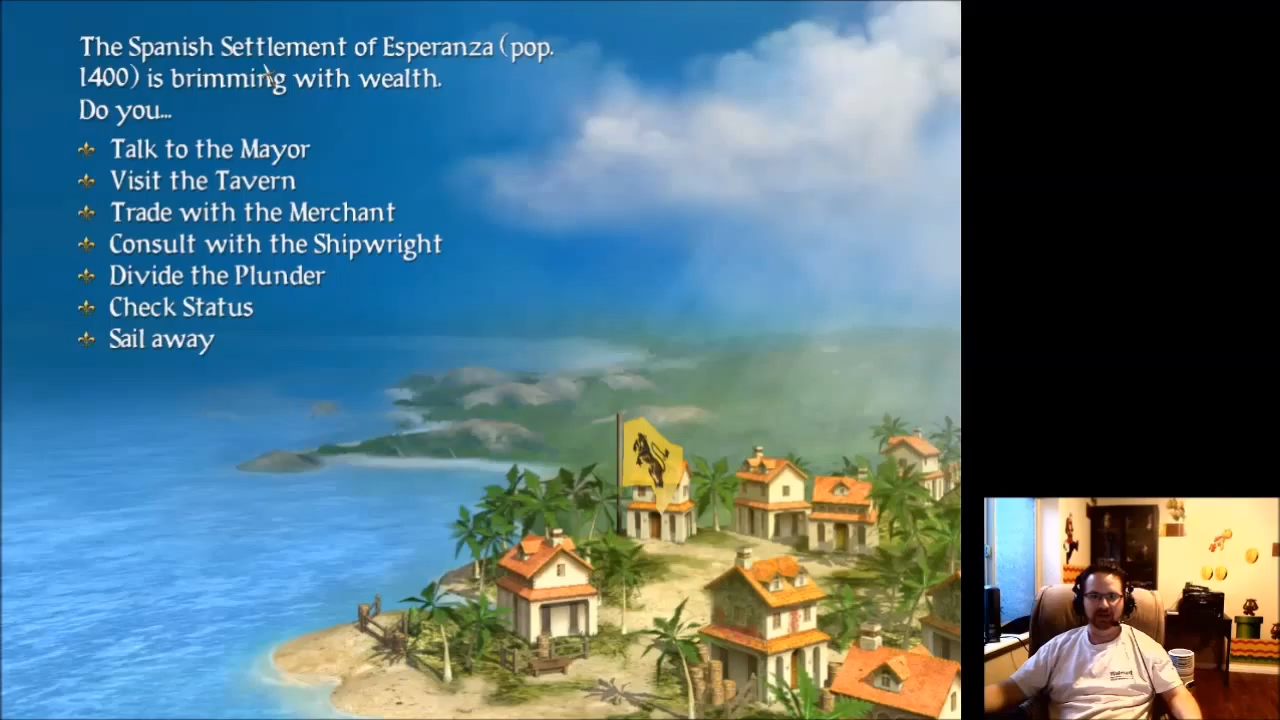 The Spanish Settlement of Esperanza (pop.
1400) is brimming with wealth.
Do you...
Talk to the Mayor
Visit the Tavern
Trade with the Merchant
Consult with the Shipwright
Divide the Plunder
Check Status
Sail away